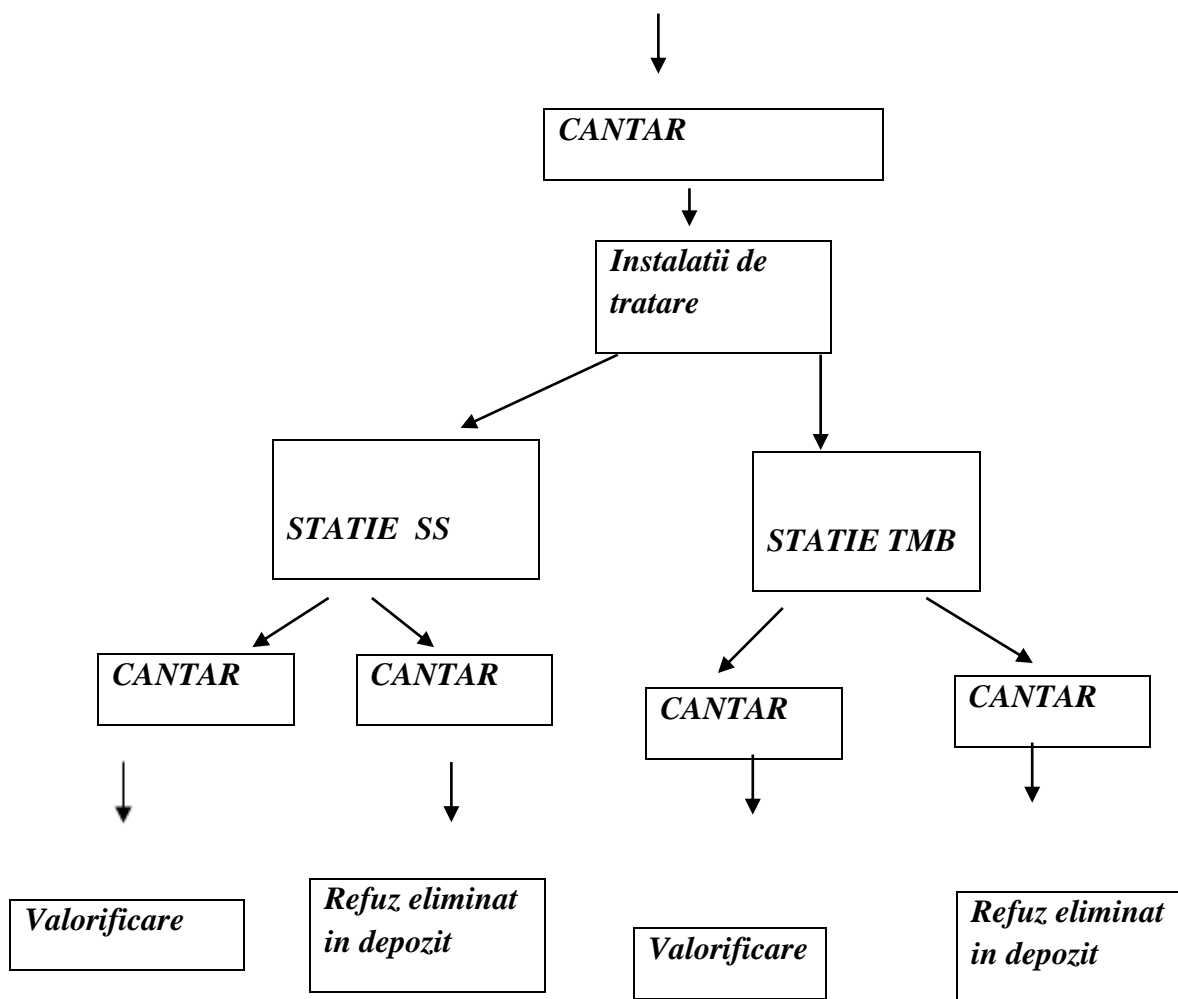 CANTAR
Instalatii de
tratare
STATIE SS
STATIE TMB
CANTAR
CANTAR
CANTAR
CANTAR
Valorificare
Refuz eliminat
in depozit
Valorificare
Refuz eliminat
in depozit